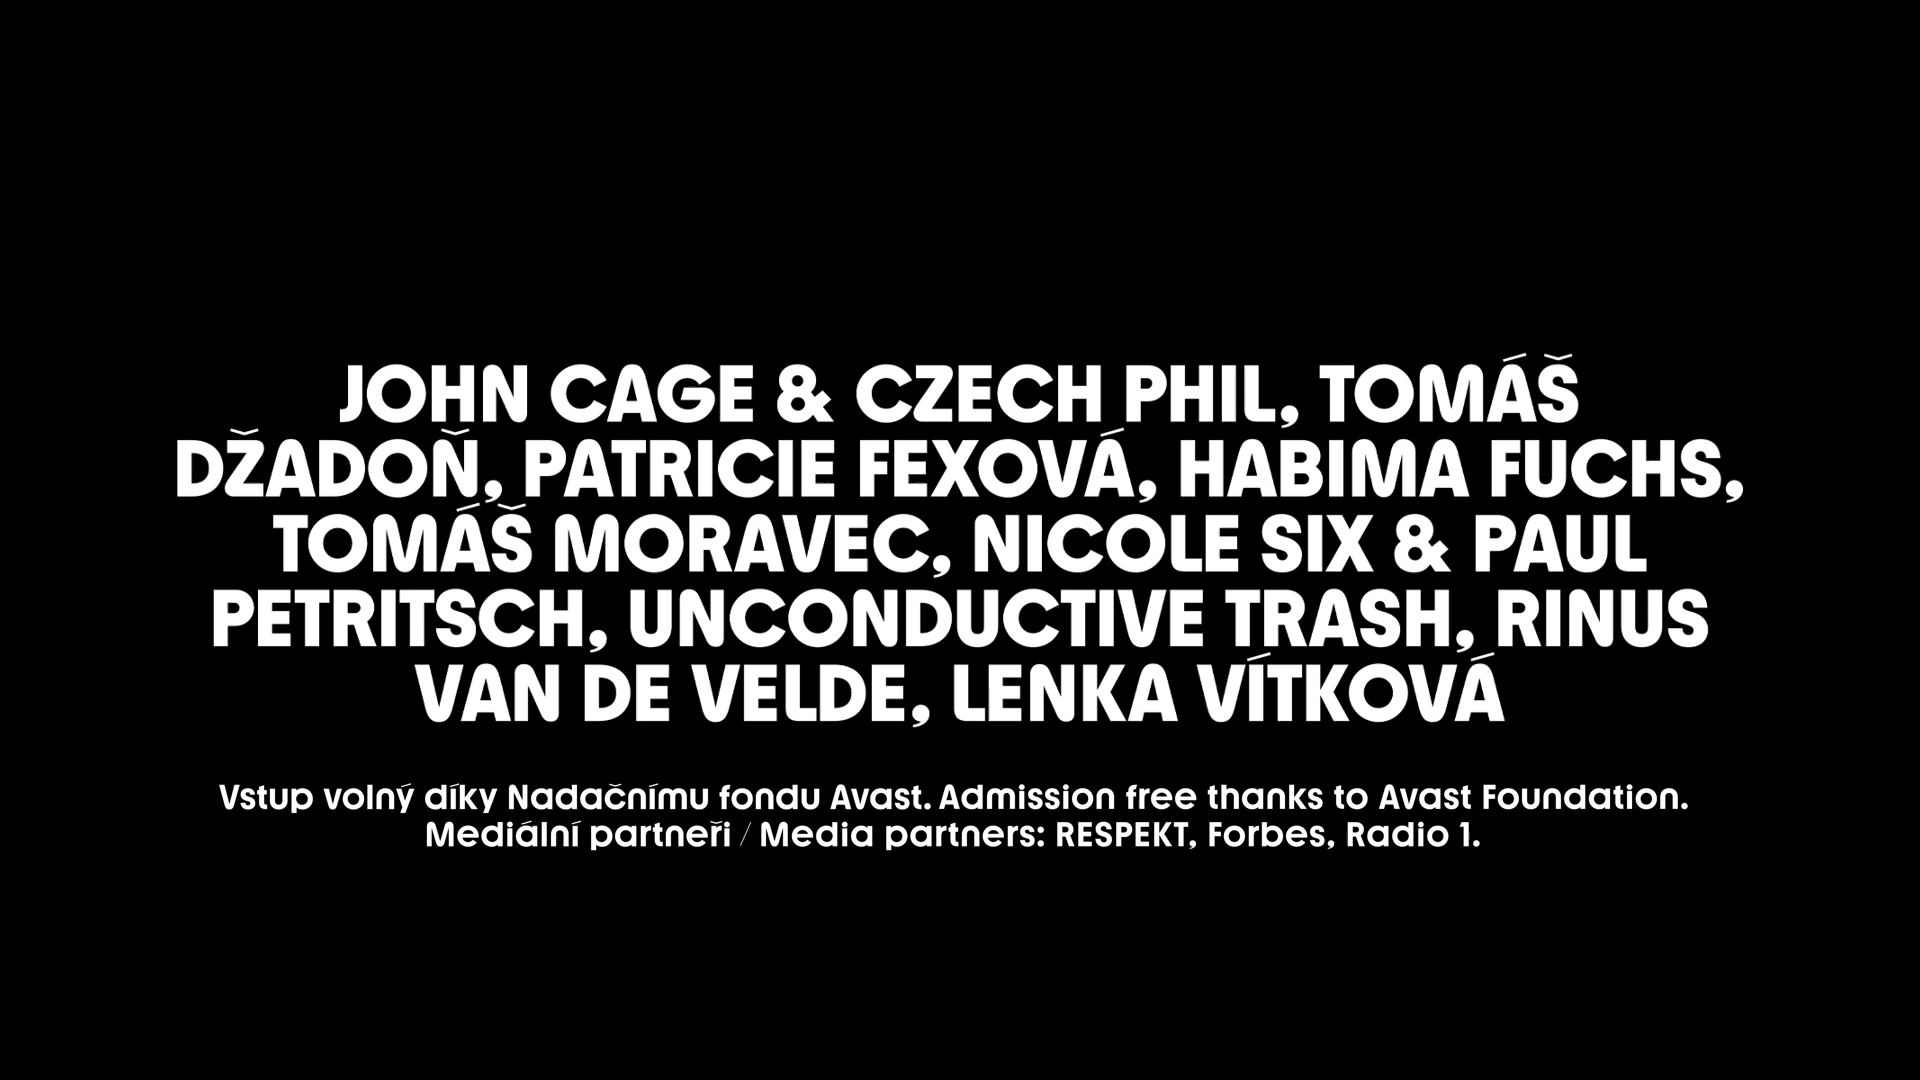 JOHN CAGE & CZECH PHIL, TOMÁŠ
DŽADOŇ, PATRICIE FEXOVÁ, HABIMA FUCHS,
TOMÁŠ MORAVEC, NICOLE SIX & PAUL
PETRITSCH, UNCONDUCTIVE TRASH, RINUS
VAN DE VELDE, LENKA VÍTKOVÁ
Vstup volný díky Nadačnímu fondu Avast. Admission free thanks to Avast Foundation.
Mediální partneři / Media partners: RESPEKT, Forbes, Radio 1.